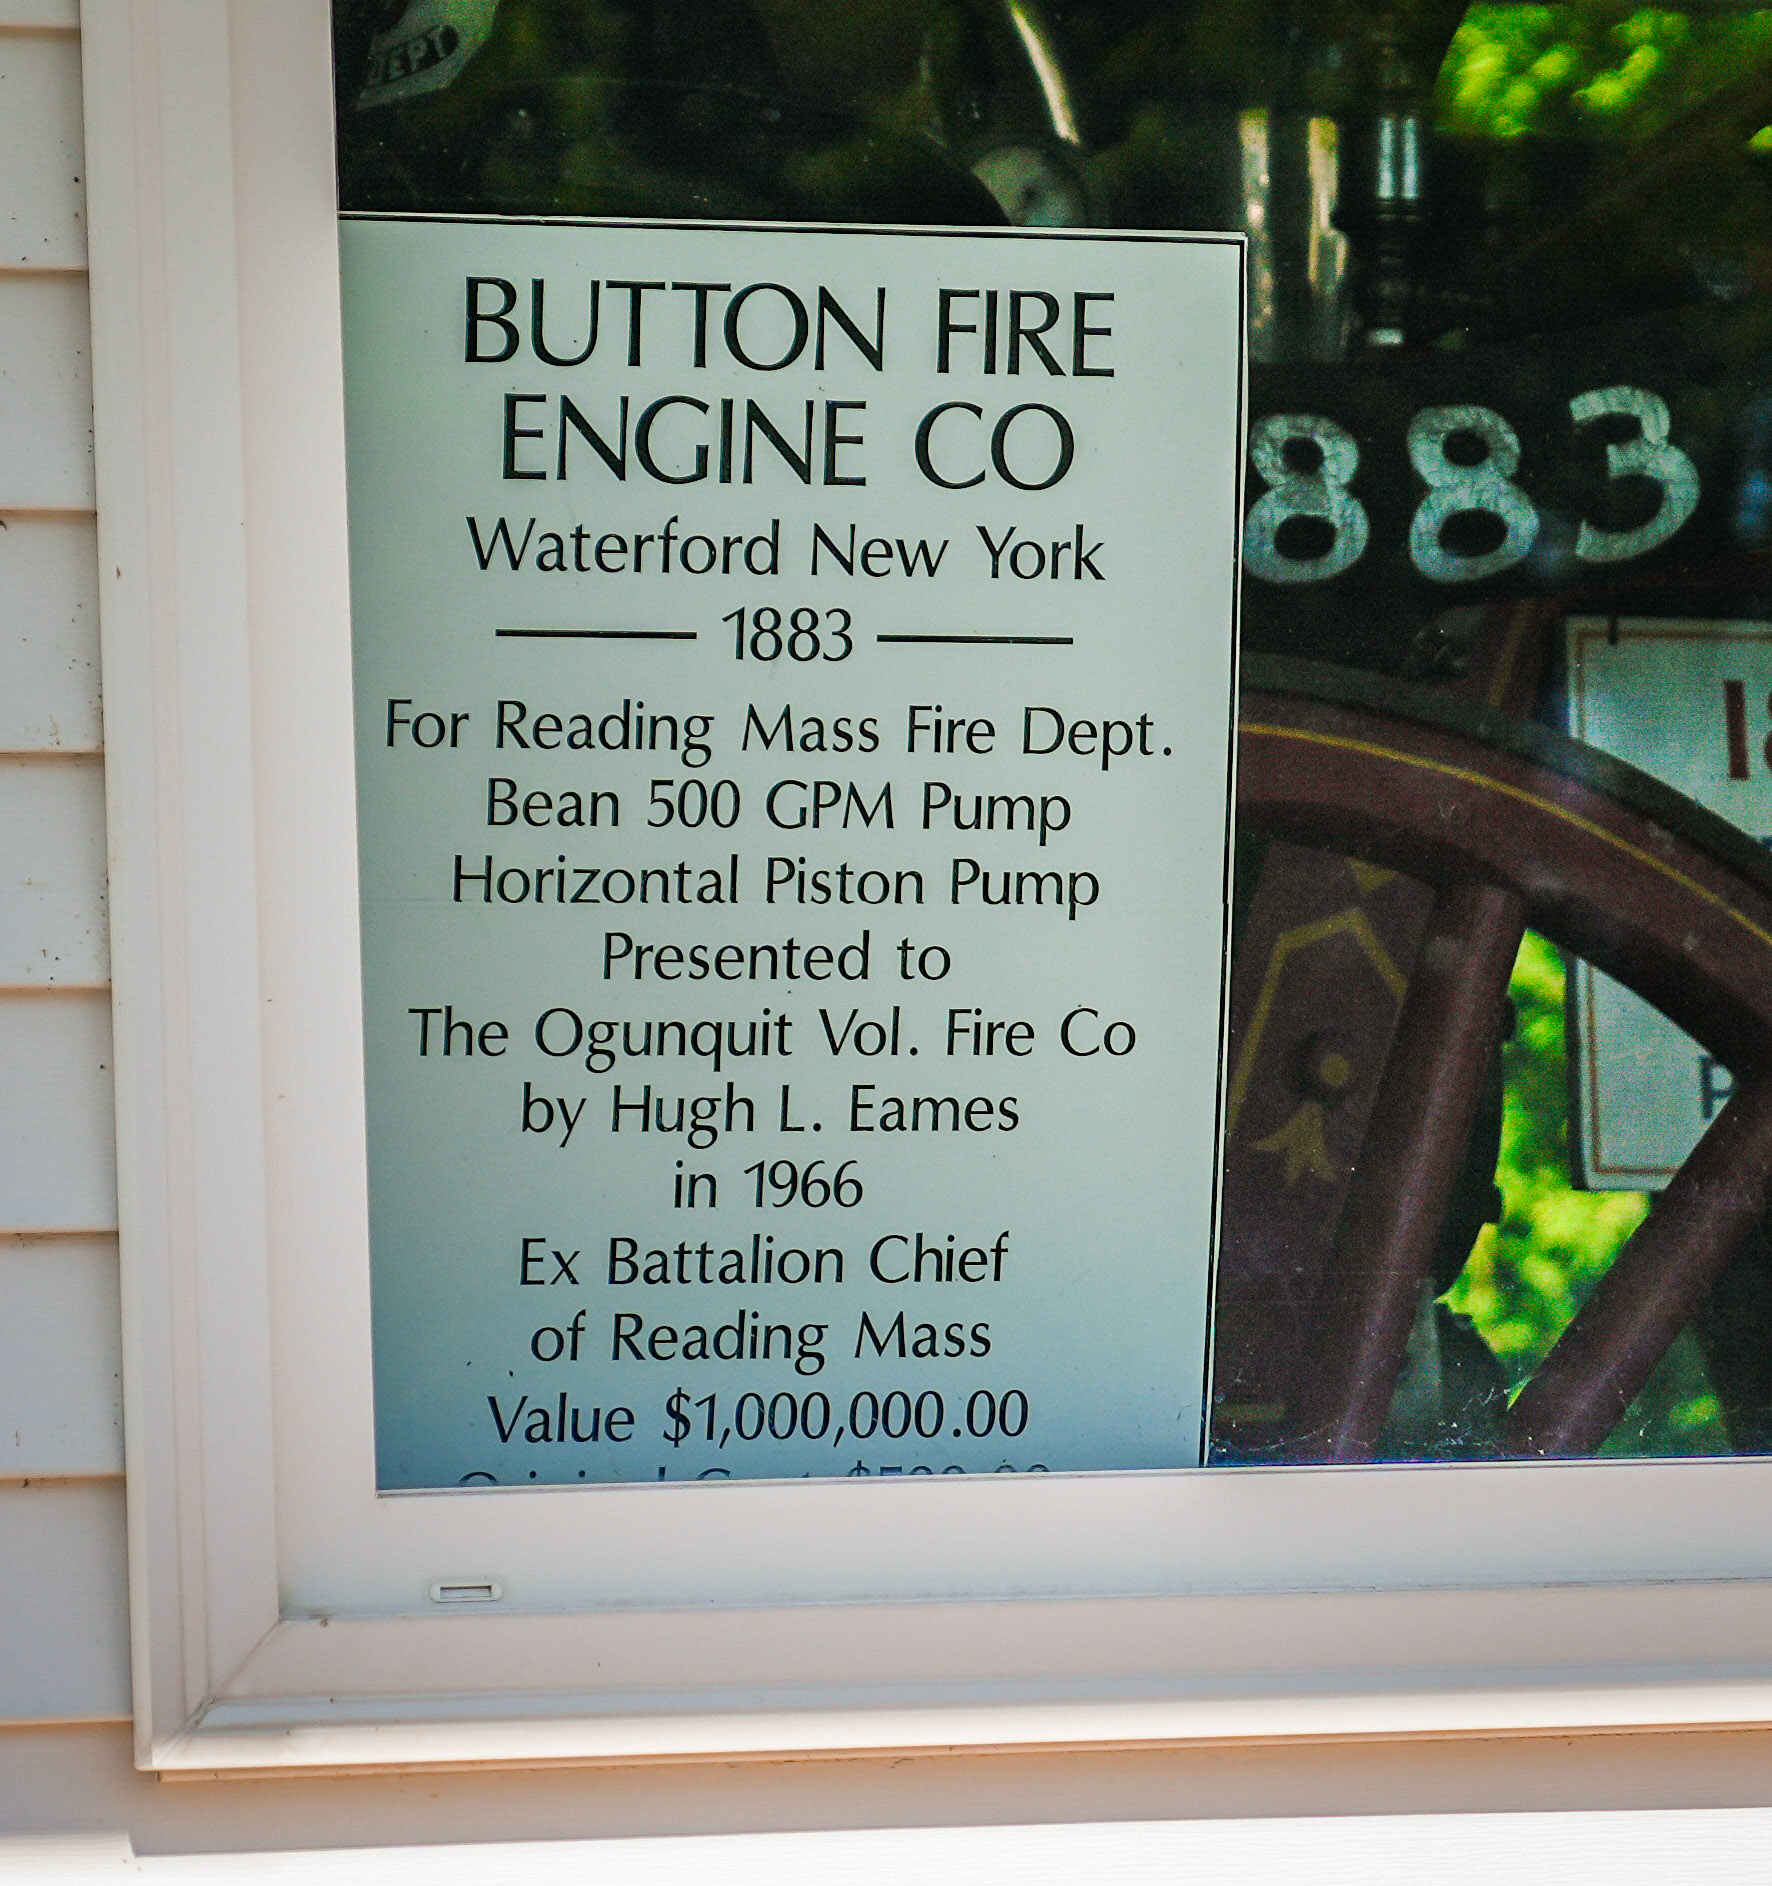 DEPT
BUTTON FIRE
ENGINE CO
Waterford New York
1883
For Reading Mass Fire Dept.
Bean 500 GPM Pump
Horizontal Piston Pump
Presented to
The Ogunquit Vol. Fire Co
by Hugh L. Eames
in 1966
Ex Battalion Chief
of Reading Mass
Value $1,000,000.00
883